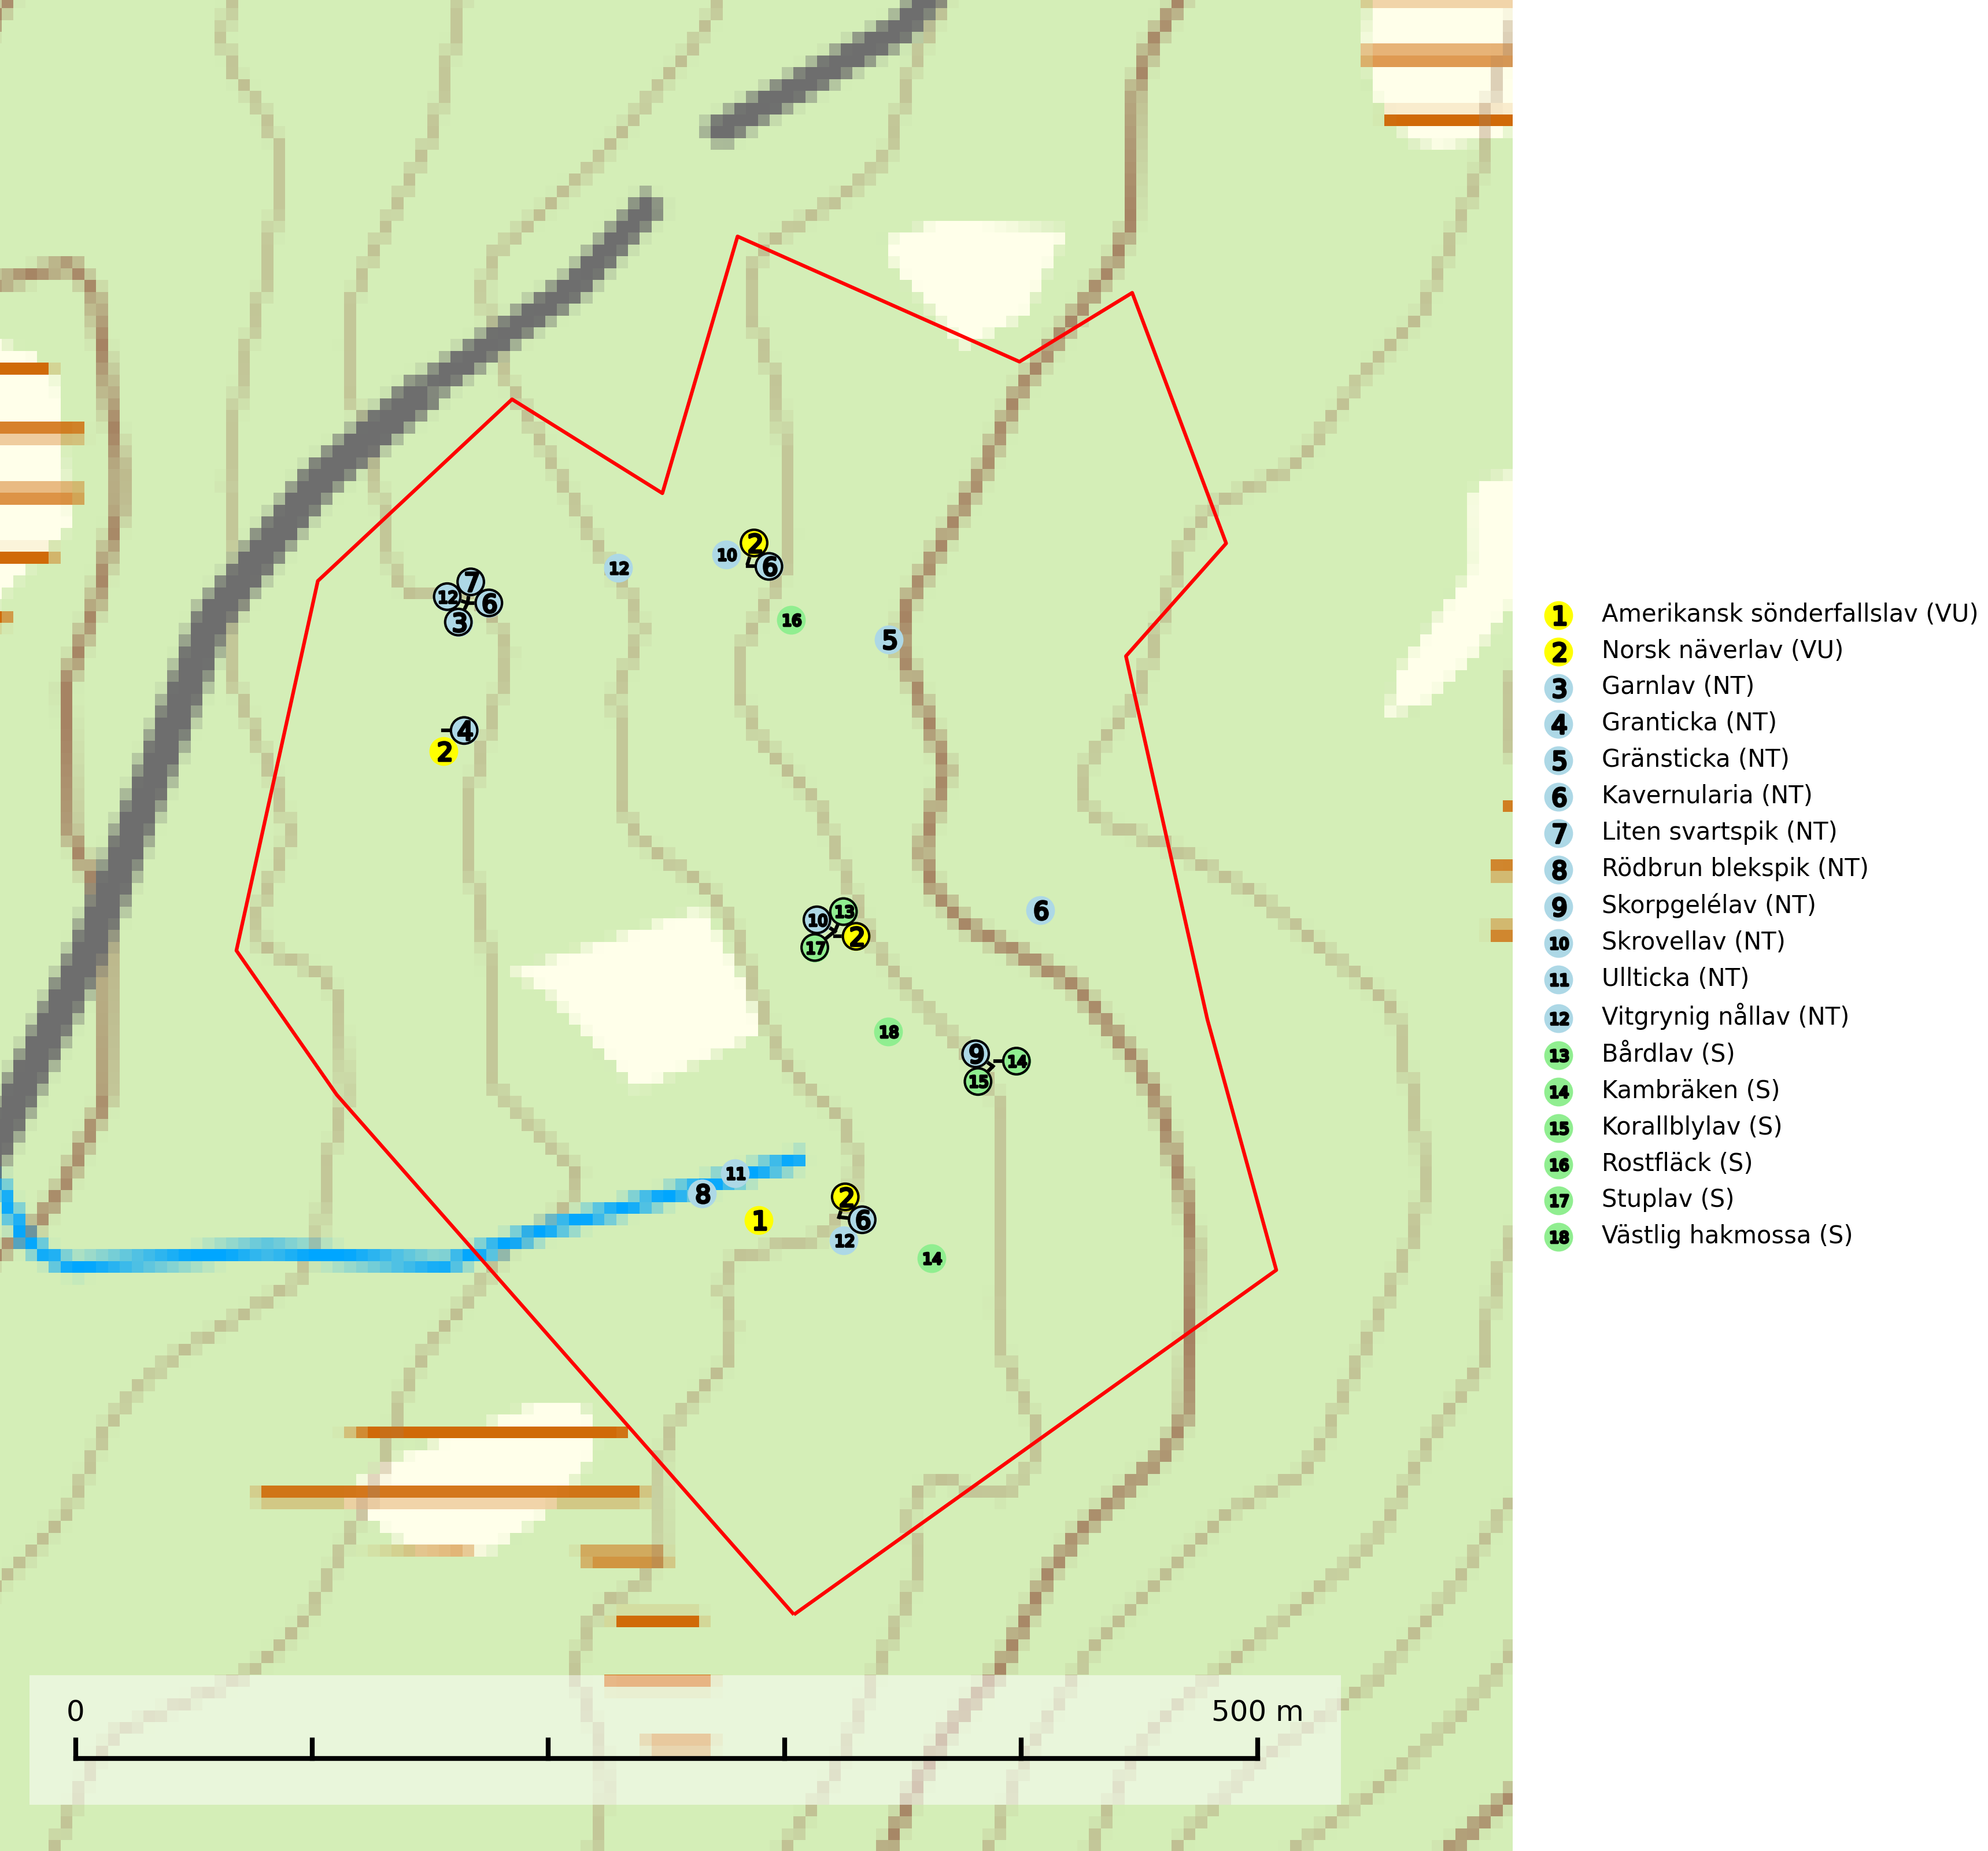 10
2
6
12
7
12
6
3
16
5
4
2
10
13
2
17
6
18
9
14
15
11
8
2
1
6
12
14
0
500 m
1 Amerikansk sönderfallslav (VU)
2 Norsk näverlav (VU)
3 Garnlav (NT)
4 Granticka (NT)
5 Gränsticka (NT)
6 Kavernularia (NT)
7 Liten svartspik (NT)
8 Rödbrun blekspik (NT)
9 Skorpgelélav (NT)
10 Skrovellav (NT)
11 Ullticka (NT)
12 Vitgrynig nållav (NT)
13 Bårdlav (S)
14 Kambräken (S)
15 Korallblylav (S)
16 Rostfläck (S)
17 Stuplav (S)
18 Västlig hakmossa (S)